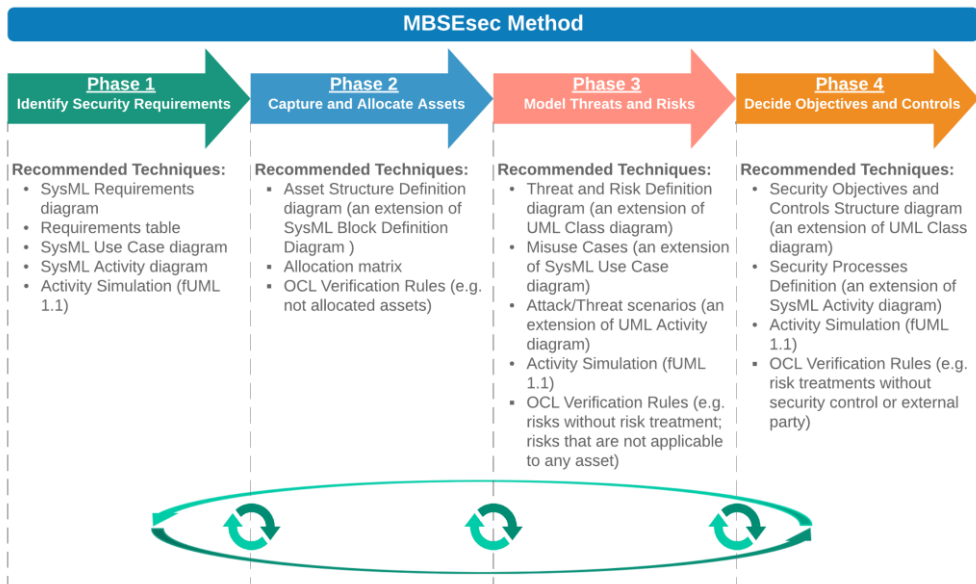 MBSEsec Method
Phase 1
Identify Security Requirements
Phase 2
Capture and Allocate Assets
Phase 3
Model Threats and Risks
Phase 4
Decide Objectives and Controls
Recommended Techniques:
• SysML Requirements
diagram
• Requirements table
• SysML Use Case diagram
• SysML Activity diagram
• Activity Simulation (fUML
1.1)
Recommended Techniques:
▪ Asset Structure Definition
diagram (an extension of
SysML Block Definition
Diagram )
▪ Allocation matrix
▪ OCL Verification Rules (e.g.
not allocated assets)
Recommended Techniques:
▪ Threat and Risk Definition
diagram (an extension of
UML Class diagram)
▪ Misuse Cases (an extension
of SysML Use Case
diagram)
▪ Attack/Threat scenarios (an
extension of UML Activity
diagram)
▪ Activity Simulation (fUML
1.1)
▪ OCL Verification Rules (e.g.
risks without risk treatment;
risks that are not applicable
to any asset)
Recommended Techniques:
• Security Objectives and
Controls Structure diagram
(an extension of UML Class
diagram)
• Security Processes
Definition (an extension of
SysML Activity diagram)
• Activity Simulation (fUML
1.1)
▪ OCL Verification Rules (e.g.
risk treatments without
security control or external
party)